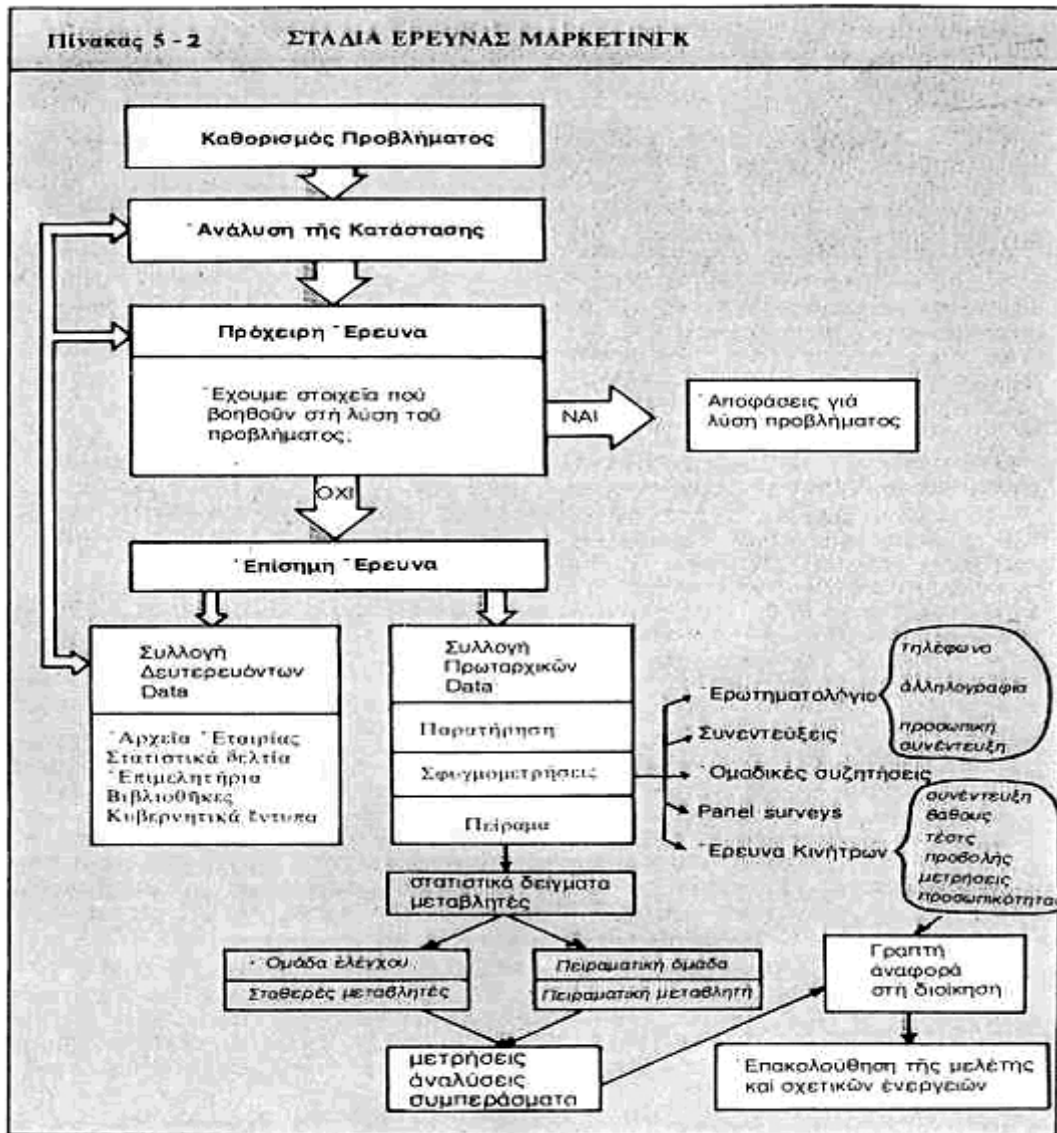 Πίνακας 5 - 2 ΣΤΑΔΙΑ ΕΡΕΥΝΑΣ ΜΑΡΚΕΤΙΝΓΚ
Καθορισμός Προβλήματος
Ἀνάλυση τῆς Κατάστασης
Πρόχειρη Ἔρευνα
Ἔχουμε στοιχεῖα πού
βοηθοῦν στή λύση τοῦ
προβλήματος;
ΝΑΙ
Ἀποφάσεις γιά
λύση προβλήματος
ΟΧΙ
Ἐπίσημη Ἔρευνα
Συλλογή
Δευτερευόντων
Data
Ἀρχεῖα Ἑταιρίας
Στατιστικά δελτία
Ἐπιμελητήρια
Βιβλιοθῆκες
Κυβερνητικά ἔντυπα
Συλλογή
Πρωταρχικῶν
Data
Παρατήρηση
Σφυγμομετρήσεις
Πείραμα
Ἐρωτηματολόγιο
τηλέφωνο
ἀλληλογραφία
προσωπική
συνέντευξη
Συνεντεύξεις
Ὁμαδικές συζητήσεις
Panel surveys
Ἔρευνα Κινήτρων
συνέντευξη
βάθους
τέστς
προβολής
μετρήσεις
προσωπικότητας
στατιστικά δείγματα
μεταβλητές
Ὁμάδα ἐλέγχου
Σταθερές μεταβλητές
Πειραματική ὁμάδα
Πειραματική μεταβλητή
μετρήσεις
ἀναλύσεις
συμπεράσματα
Γραπτή
ἀναφορά
στή διοίκηση
Ἐπακολούθηση τῆς μελέτης
καί σχετικῶν ἐνεργειῶν